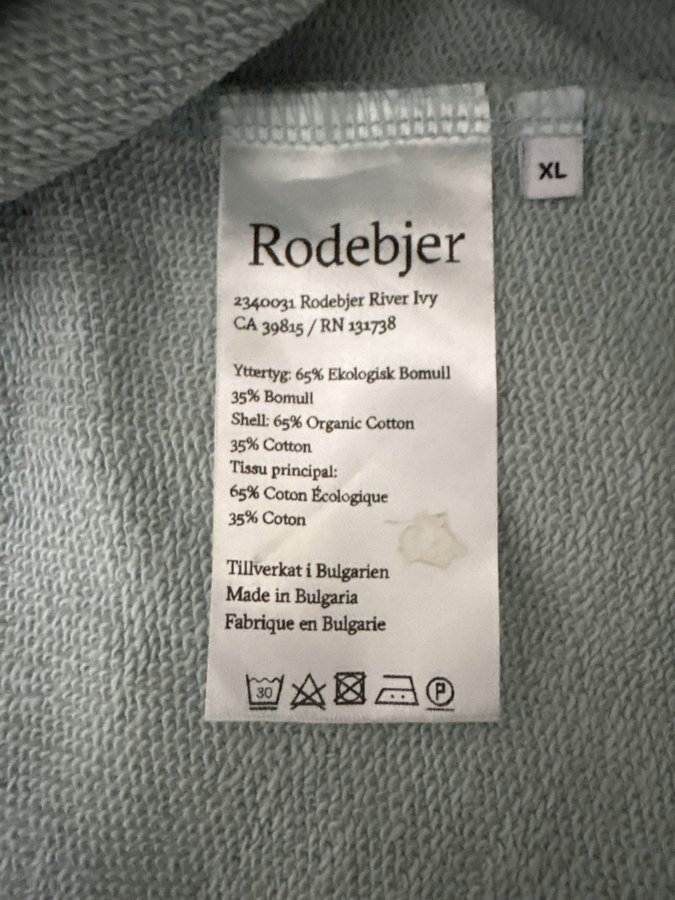 XL
Rodebjer
2340031 Rodebjer River Ivy
CA 39815 / RN 131738
Yttertyg: 65% Ekologisk Bomull
35% Bomull
Shell: 65% Organic Cotton
35% Cotton
Tissu principal:
65% Coton Écologique
35% Coton
Tillverkat i Bulgarien
Made in Bulgaria
Fabrique en Bulgarie
30 P